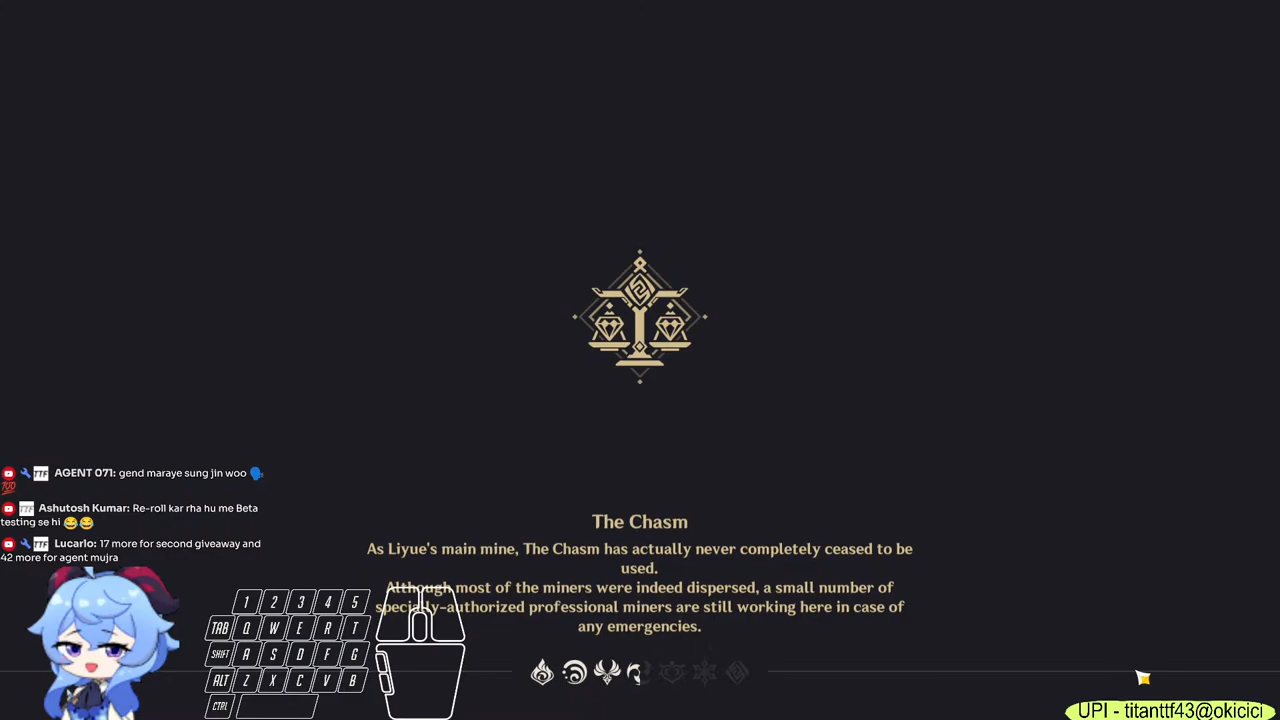 AGENT 071: gend maraye sung jin woo
Ashutosh Kumar: Re-roll kar rha hu me Beta
testing se hi
Lucarlo: 17 more for second giveaway and
42 more for agent mujra
The Chasm
As Liyue's main mine, The Chasm has actually never completely ceased to be
used.
Although most of the miners were indeed dispersed, a small number of
specially-authorized professional miners are still working here in case of
any emergencies.
1 2 3 4 5
TAB Q W E R T
SHIFT A S D F G
ALT Z X C V B
CTRL
UPI - titanttf43@okicici